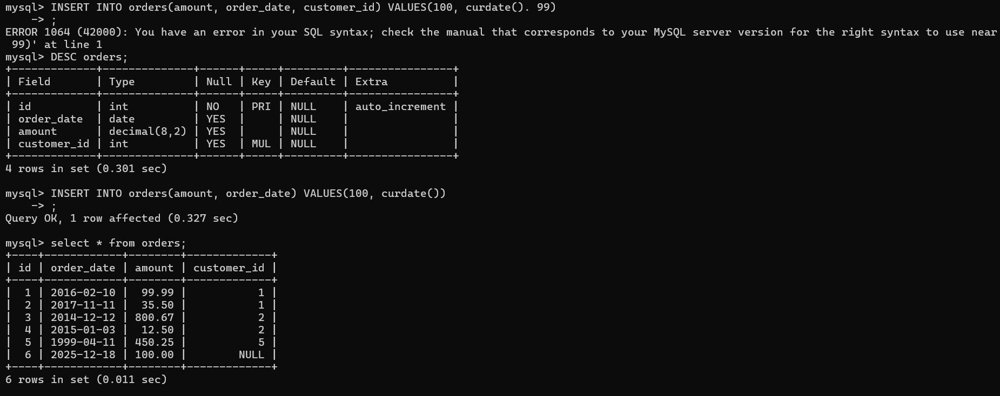 mysql> INSERT INTO orders(amount, order_date, customer_id) VALUES(100, curdate(). 99)
    -> ;
ERROR 1064 (42000): You have an error in your SQL syntax; check the manual that corresponds to your MySQL server version for the right syntax to use near
 99)' at line 1
mysql> DESC orders;
+-------------+--------------+------+-----+---------+----------------+
| Field       | Type         | Null | Key | Default | Extra          |
+-------------+--------------+------+-----+---------+----------------+
| id          | int          | NO   | PRI | NULL    | auto_increment |
| order_date  | date         | YES  |     | NULL    |                |
| amount      | decimal(8,2) | YES  |     | NULL    |                |
| customer_id | int          | YES  | MUL | NULL    |                |
+-------------+--------------+------+-----+---------+----------------+
4 rows in set (0.301 sec)

mysql> INSERT INTO orders(amount, order_date) VALUES(100, curdate())
    -> ;
Query OK, 1 row affected (0.327 sec)

mysql> select * from orders;
+----+------------+--------+-------------+
| id | order_date | amount | customer_id |
+----+------------+--------+-------------+
|  1 | 2016-02-10 |  99.99 |           1 |
|  2 | 2017-11-11 |  35.50 |           1 |
|  3 | 2014-12-12 | 800.67 |           2 |
|  4 | 2015-01-03 |  12.50 |           2 |
|  5 | 1999-04-11 | 450.25 |           5 |
|  6 | 2025-12-18 | 100.00 |        NULL |
+----+------------+--------+-------------+
6 rows in set (0.011 sec)